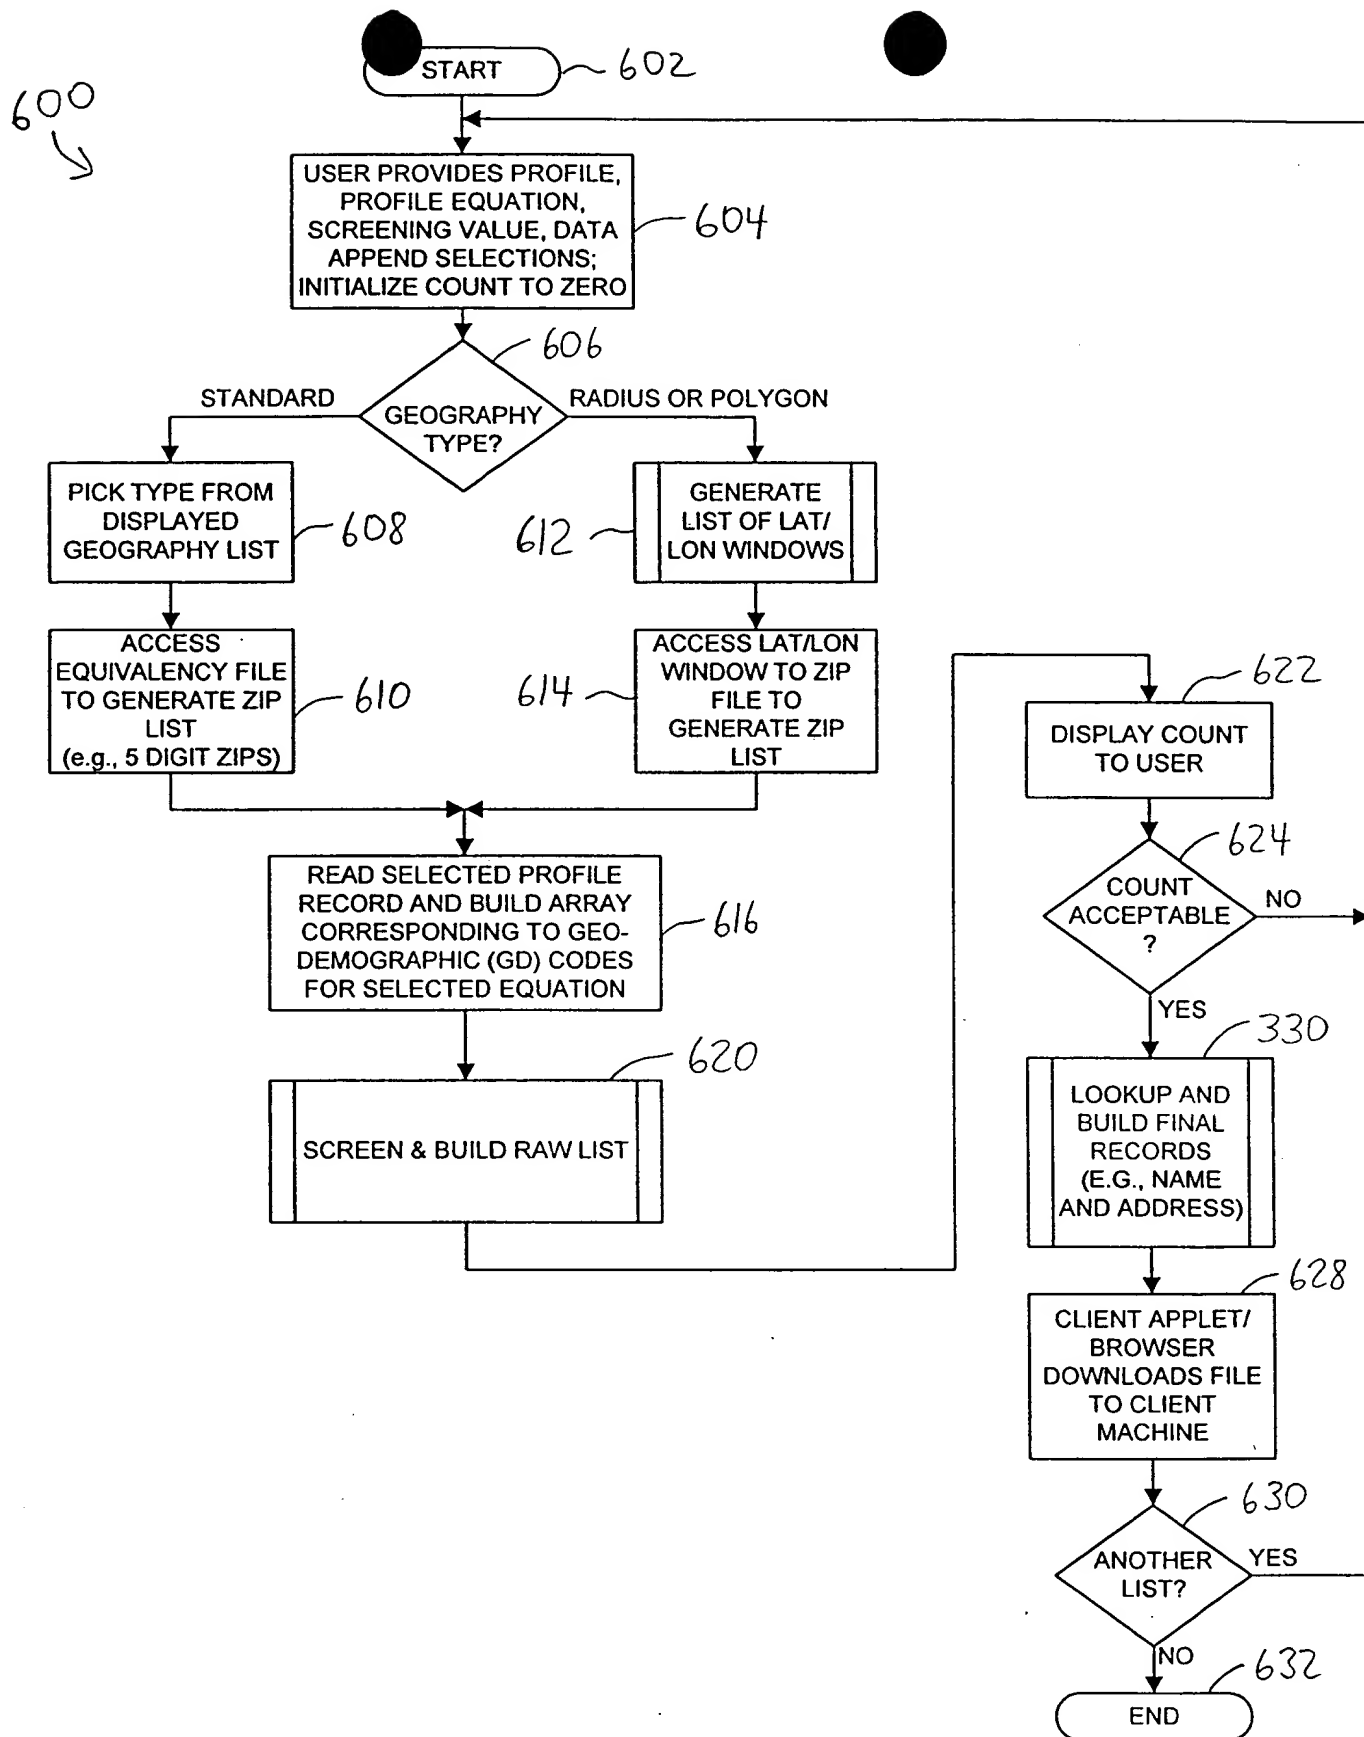 600
START
602
USER PROVIDES PROFILE,
PROFILE EQUATION,
SCREENING VALUE, DATA
APPEND SELECTIONS;
INITIALIZE COUNT TO ZERO
604
606
STANDARD
GEOGRAPHY
TYPE?
RADIUS OR POLYGON
PICK TYPE FROM
DISPLAYED
GEOGRAPHY LIST
608
612
GENERATE
LIST OF LAT/
LON WINDOWS
ACCESS
EQUIVALENCY FILE
TO GENERATE ZIP
LIST
(e.g., 5 DIGIT ZIPS)
610
614
ACCESS LAT/LON
WINDOW TO ZIP
FILE TO
GENERATE ZIP
LIST
READ SELECTED PROFILE
RECORD AND BUILD ARRAY
CORRESPONDING TO GEO-
DEMOGRAPHIC (GD) CODES
FOR SELECTED EQUATION
616
620
SCREEN & BUILD RAW LIST
622
DISPLAY COUNT
TO USER
624
COUNT
ACCEPTABLE
?
NO
YES
330
LOOKUP AND
BUILD FINAL
RECORDS
(E.G., NAME
AND ADDRESS)
628
CLIENT APPLET/
BROWSER
DOWNLOADS FILE
TO CLIENT
MACHINE
630
ANOTHER
LIST?
YES
NO
632
END